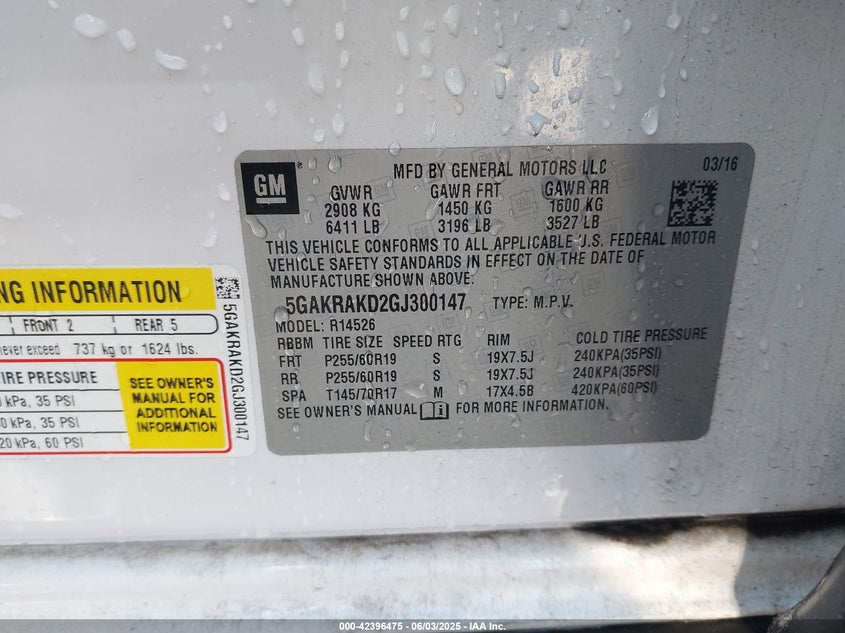 GM
MFD BY GENERAL MOTORS LLC 03/16
GVWR GAWR FRT GAWR RR
2908 KG 1450 KG 1600 KG
6411 LB 3196 LB 3527 LB
THIS VEHICLE CONFORMS TO ALL APPLICABLE U.S. FEDERAL MOTOR
VEHICLE SAFETY STANDARDS IN EFFECT ON THE DATE OF
MANUFACTURE SHOWN ABOVE.
5GAKRAKD2GJ300147 TYPE: M.P.V.
MODEL: R14526
RBBM TIRE SIZE SPEED RTG RIM COLD TIRE PRESSURE
FRT P255/60R19 S 19X7.5J 240KPA(35PSI)
RR P255/60R19 S 19X7.5J 240KPA(35PSI)
SPA T145/70R17 M 17X4.5B 420KPA(60PSI)
SEE OWNER'S MANUAL FOR MORE INFORMATION.
NG INFORMATION
FRONT 2 REAR 5
never exceed 737 kg or 1624 lbs.
IRE PRESSURE
kPa, 35 PSI
0 kPa, 35 PSI
20 kPa, 60 PSI
SEE OWNER'S
MANUAL FOR
ADDITIONAL
INFORMATION
5GAKRAKD2GJ300147
000-42396475 - 06/03/2025 - IAA Inc.